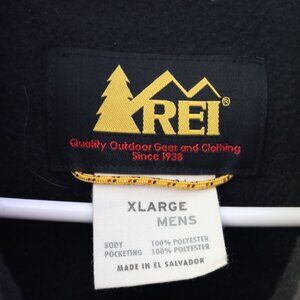 REI®
Quality Outdoor Gear and Clothing
Since 1938
XLARGE
MENS
BODY 100% POLYESTER
POCKETING 100% POLYESTER
MADE IN EL SALVADOR